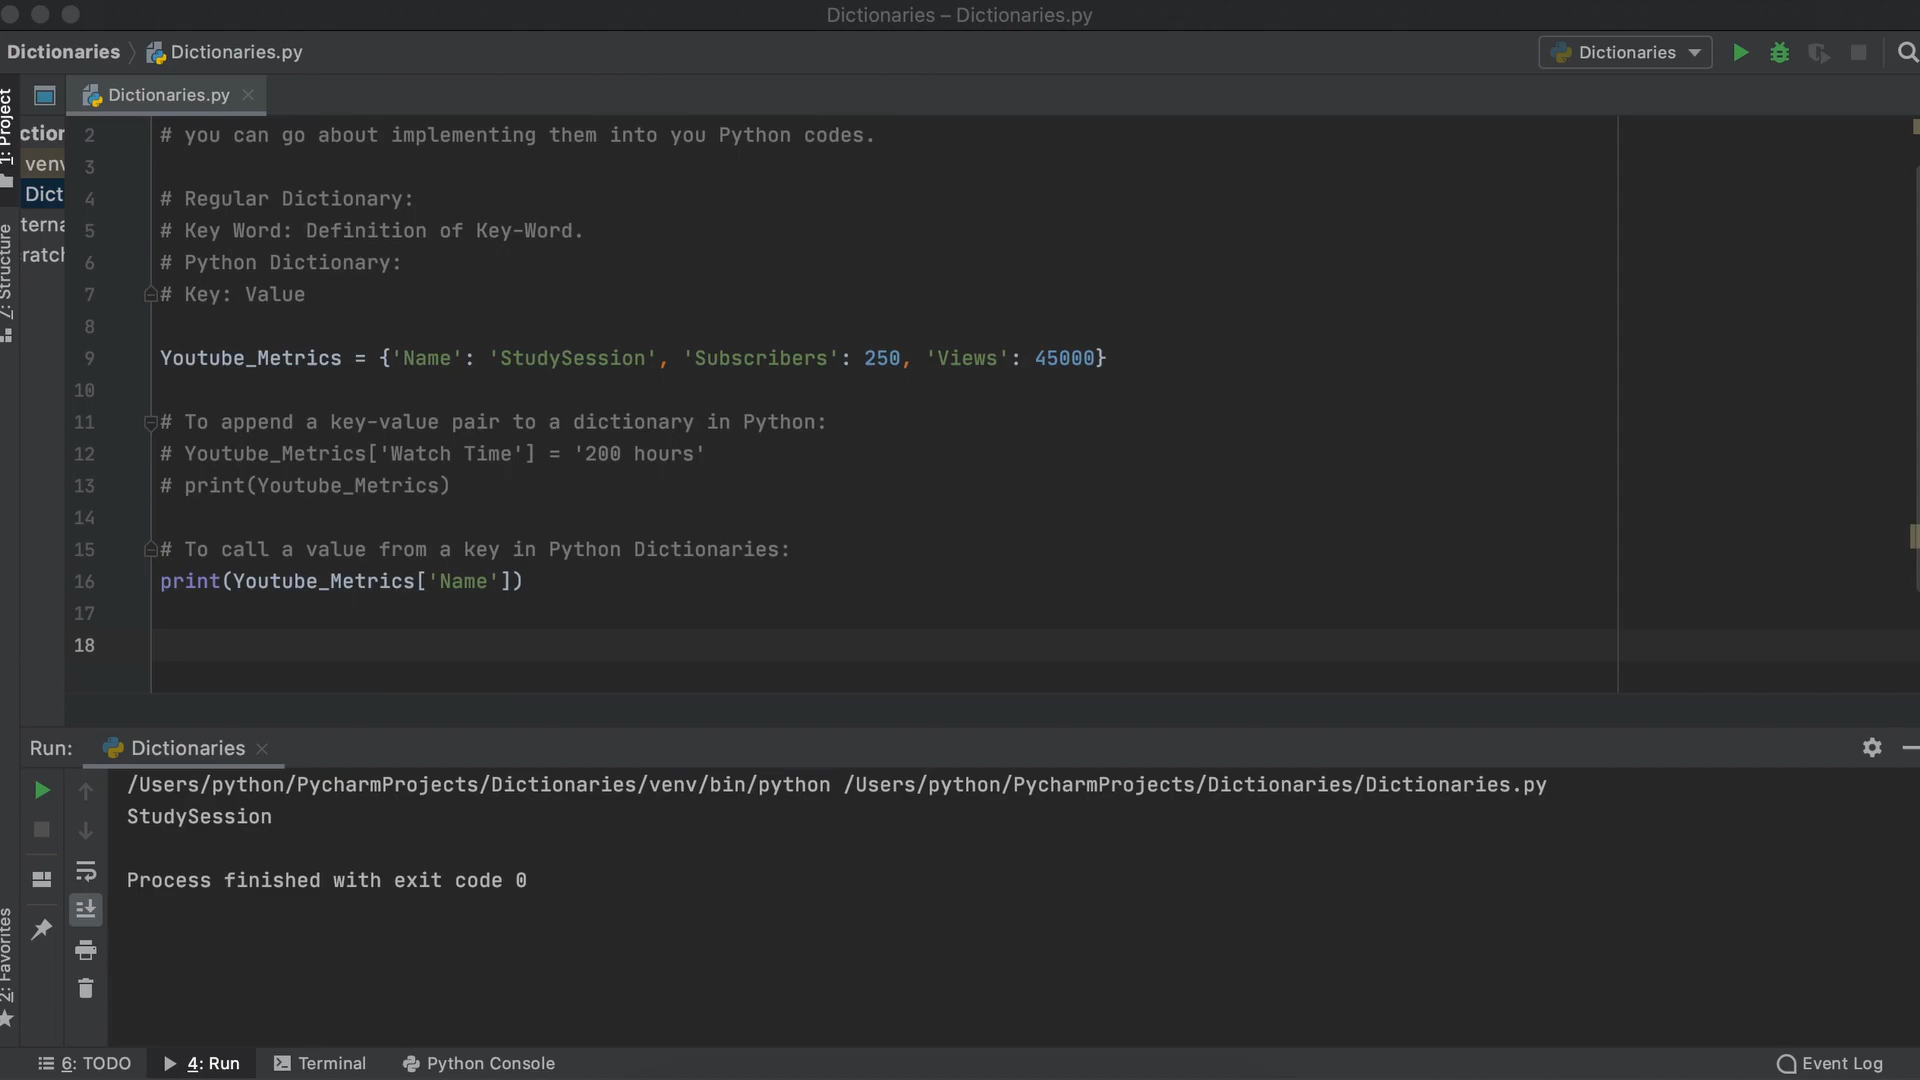 Dictionaries – Dictionaries.py
Dictionaries
Dictionaries.py
Dictionaries
Dictionaries.py
1: Project
ction
venv
Dict
terna
ratch
7: Structure
2 # you can go about implementing them into you Python codes.
3
4 # Regular Dictionary:
5 # Key Word: Definition of Key-Word.
6 # Python Dictionary:
7 # Key: Value
8
9 Youtube_Metrics = {'Name': 'StudySession', 'Subscribers': 250, 'Views': 45000}
10
11 # To append a key-value pair to a dictionary in Python:
12 # Youtube_Metrics['Watch Time'] = '200 hours'
13 # print(Youtube_Metrics)
14
15 # To call a value from a key in Python Dictionaries:
16 print(Youtube_Metrics['Name'])
17
18
Run: Dictionaries
/Users/python/PycharmProjects/Dictionaries/venv/bin/python /Users/python/PycharmProjects/Dictionaries/Dictionaries.py
StudySession
Process finished with exit code 0
2: Favorites
6: TODO
4: Run
Terminal
Python Console
Event Log